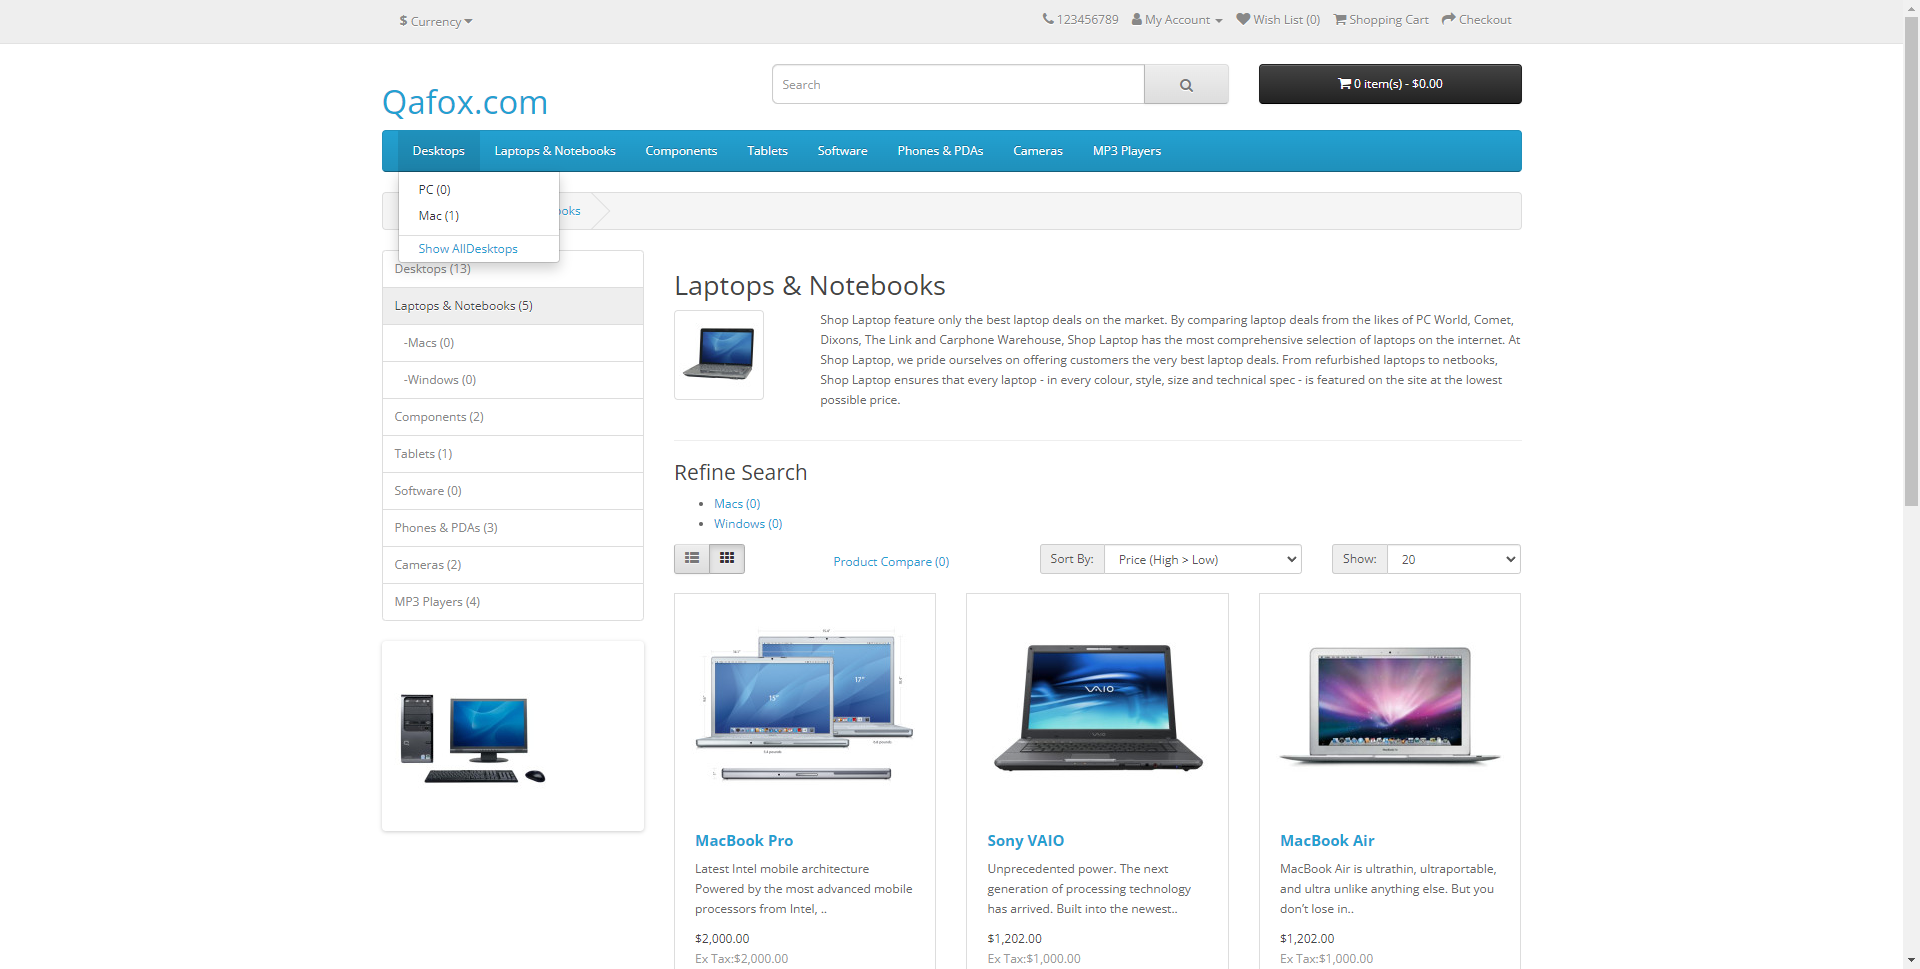 $ Currency
123456789 My Account Wish List (0) Shopping Cart Checkout
Qafox.com
Search
0 item(s) - $0.00
Desktops Laptops & Notebooks Components Tablets Software Phones & PDAs Cameras MP3 Players
PC (0)
Mac (1)
Show AllDesktops
ooks
Desktops (13)
Laptops & Notebooks (5)
-Macs (0)
-Windows (0)
Components (2)
Tablets (1)
Software (0)
Phones & PDAs (3)
Cameras (2)
MP3 Players (4)
Laptops & Notebooks
Shop Laptop feature only the best laptop deals on the market. By comparing laptop deals from the likes of PC World, Comet,
Dixons, The Link and Carphone Warehouse, Shop Laptop has the most comprehensive selection of laptops on the internet. At
Shop Laptop, we pride ourselves on offering customers the very best laptop deals. From refurbished laptops to netbooks,
Shop Laptop ensures that every laptop - in every colour, style, size and technical spec - is featured on the site at the lowest
possible price.
Refine Search
Macs (0)
Windows (0)
Product Compare (0)
Sort By: Price (High > Low)
Show: 20
15"
17"
VAIO
MacBook Pro
Latest Intel mobile architecture
Powered by the most advanced mobile
processors from Intel, ..
$2,000.00
Ex Tax:$2,000.00
Sony VAIO
Unprecedented power. The next
generation of processing technology
has arrived. Built into the newest..
$1,202.00
Ex Tax:$1,000.00
MacBook Air
MacBook Air is ultrathin, ultraportable,
and ultra unlike anything else. But you
don’t lose in..
$1,202.00
Ex Tax:$1,000.00